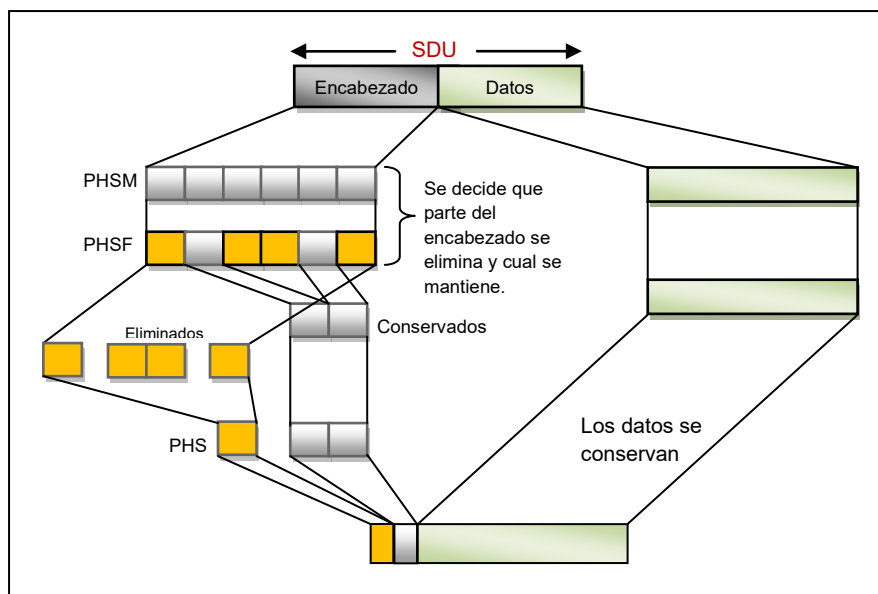 SDU
Encabezado
Datos
PHSM
PHSF
Se decide que
parte del
encabezado se
elimina y cual se
mantiene.
Eliminados
Conservados
PHS
Los datos se
conservan